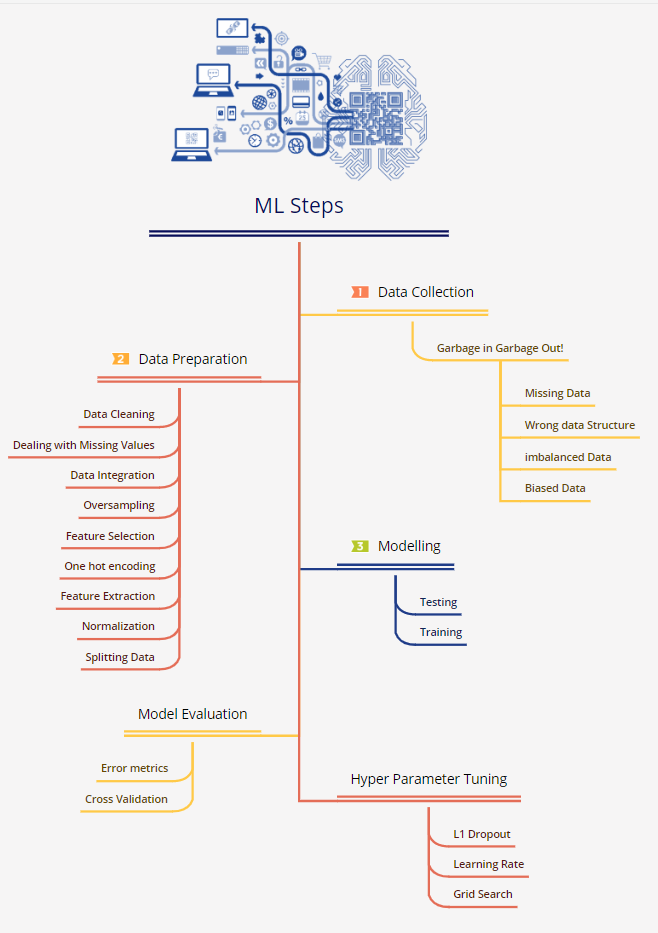 ML Steps
1 Data Collection
Garbage in Garbage Out!
Missing Data
Wrong data Structure
imbalanced Data
Biased Data
2 Data Preparation
Data Cleaning
Dealing with Missing Values
Data Integration
Oversampling
Feature Selection
One hot encoding
Feature Extraction
Normalization
Splitting Data
3 Modelling
Testing
Training
Model Evaluation
Error metrics
Cross Validation
Hyper Parameter Tuning
L1 Dropout
Learning Rate
Grid Search